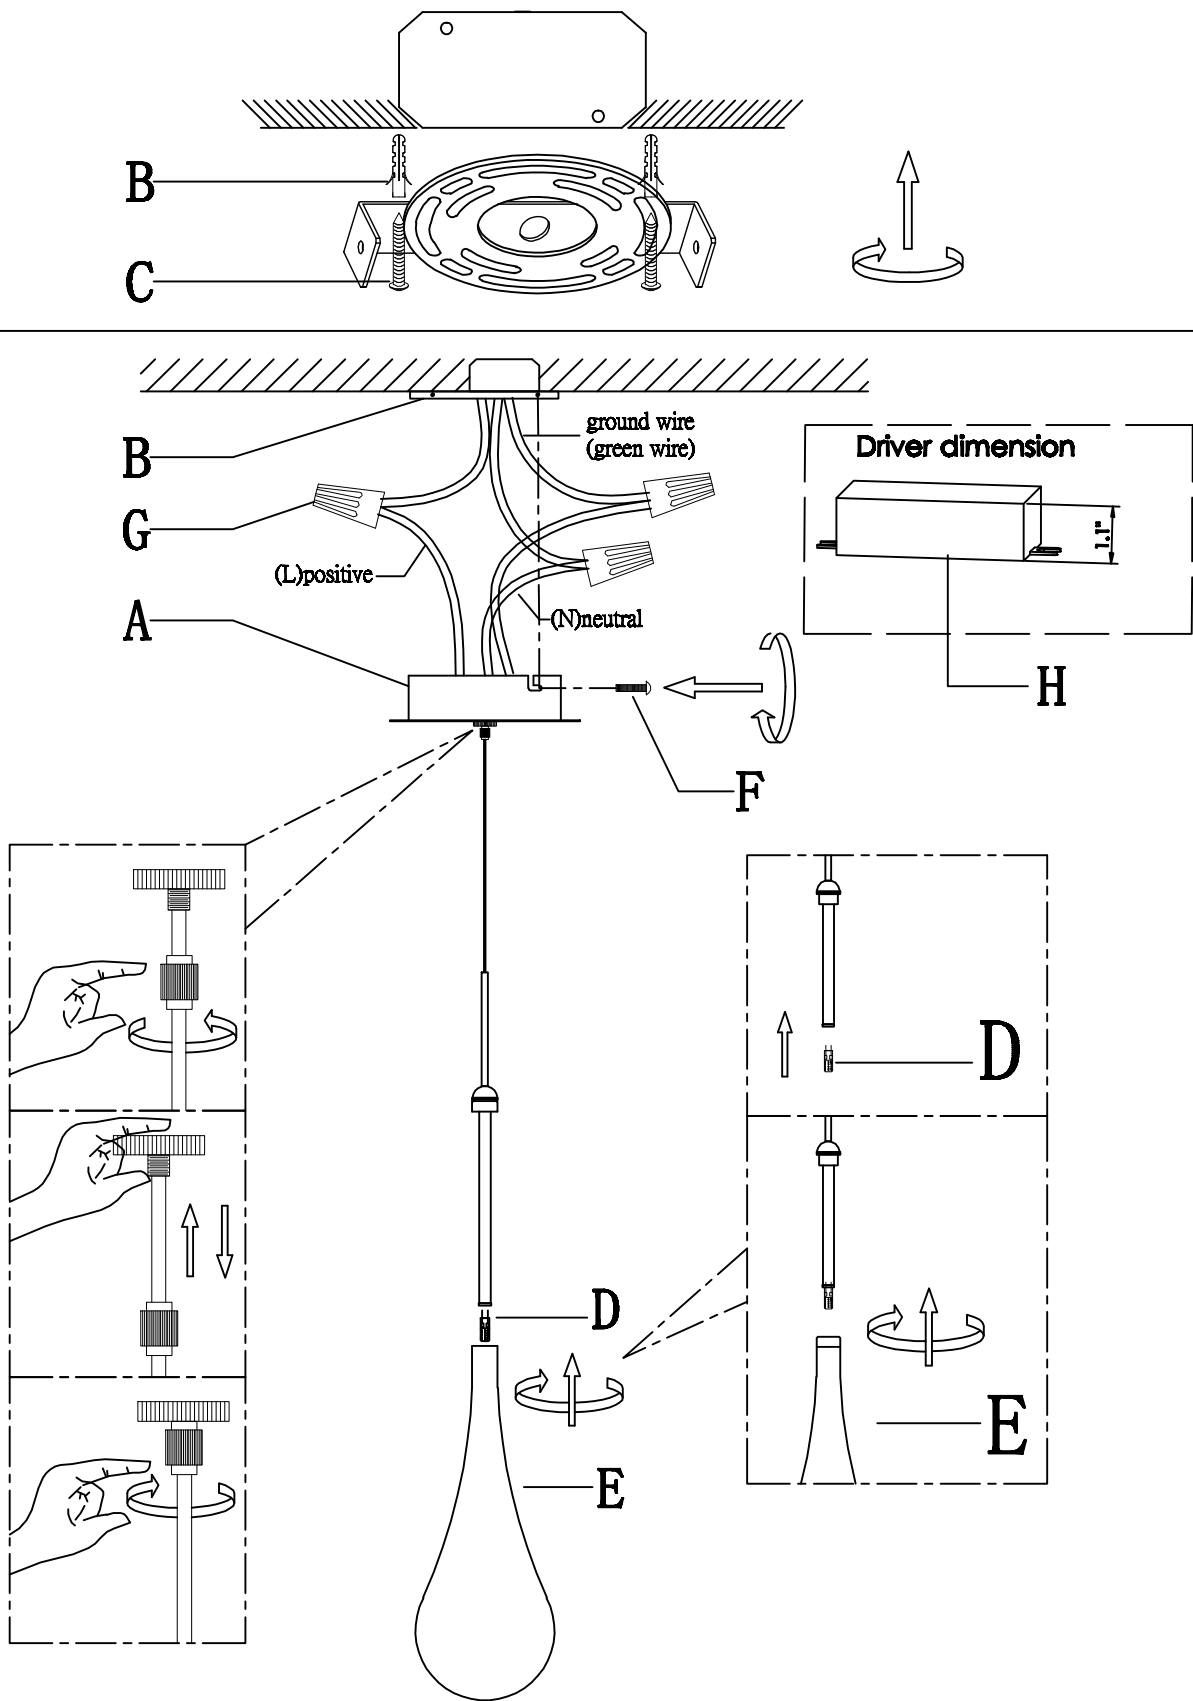 B
C
B
ground wire
(green wire)
G
(L)positive
A
(N)neutral
Driver dimension
1.1"
H
F
D
E
D
E